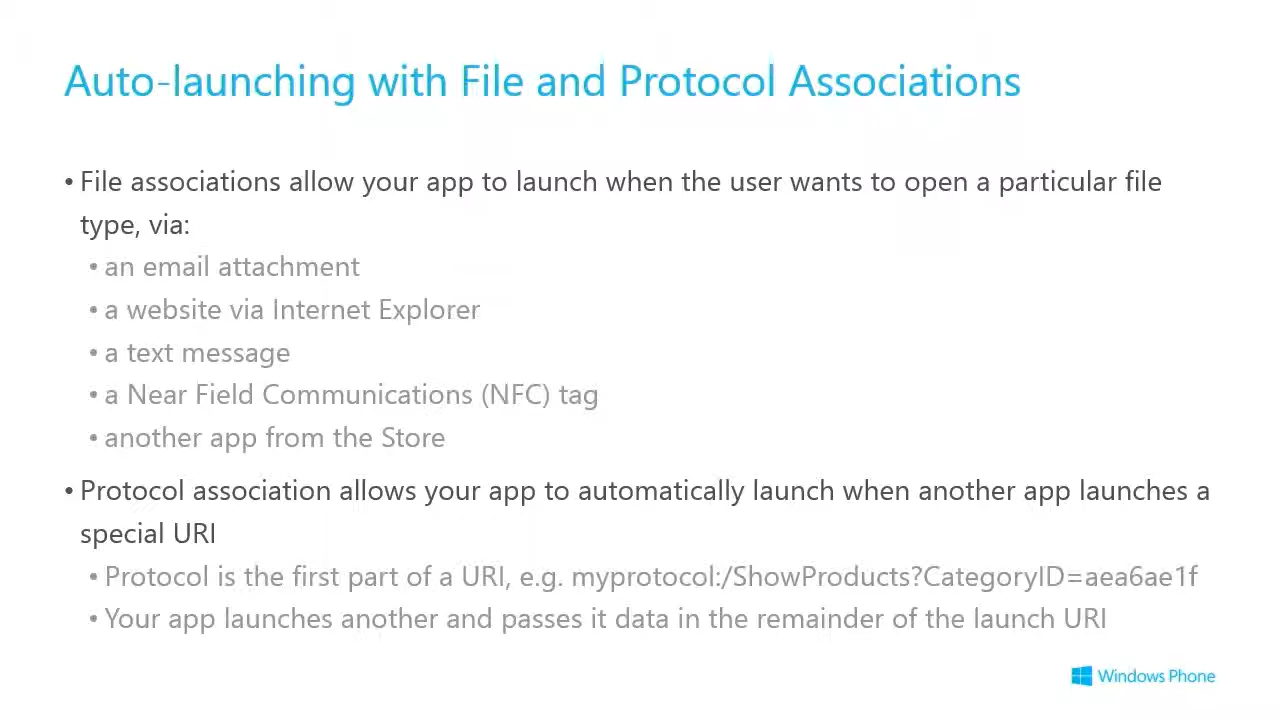 Auto-launching with File and Protocol Associations
• File associations allow your app to launch when the user wants to open a particular file
type, via:
• an email attachment
• a website via Internet Explorer
• a text message
• a Near Field Communications (NFC) tag
• another app from the Store
• Protocol association allows your app to automatically launch when another app launches a
special URI
• Protocol is the first part of a URI, e.g. myprotocol:/ShowProducts?CategoryID=aea6ae1f
• Your app launches another and passes it data in the remainder of the launch URI
Windows Phone